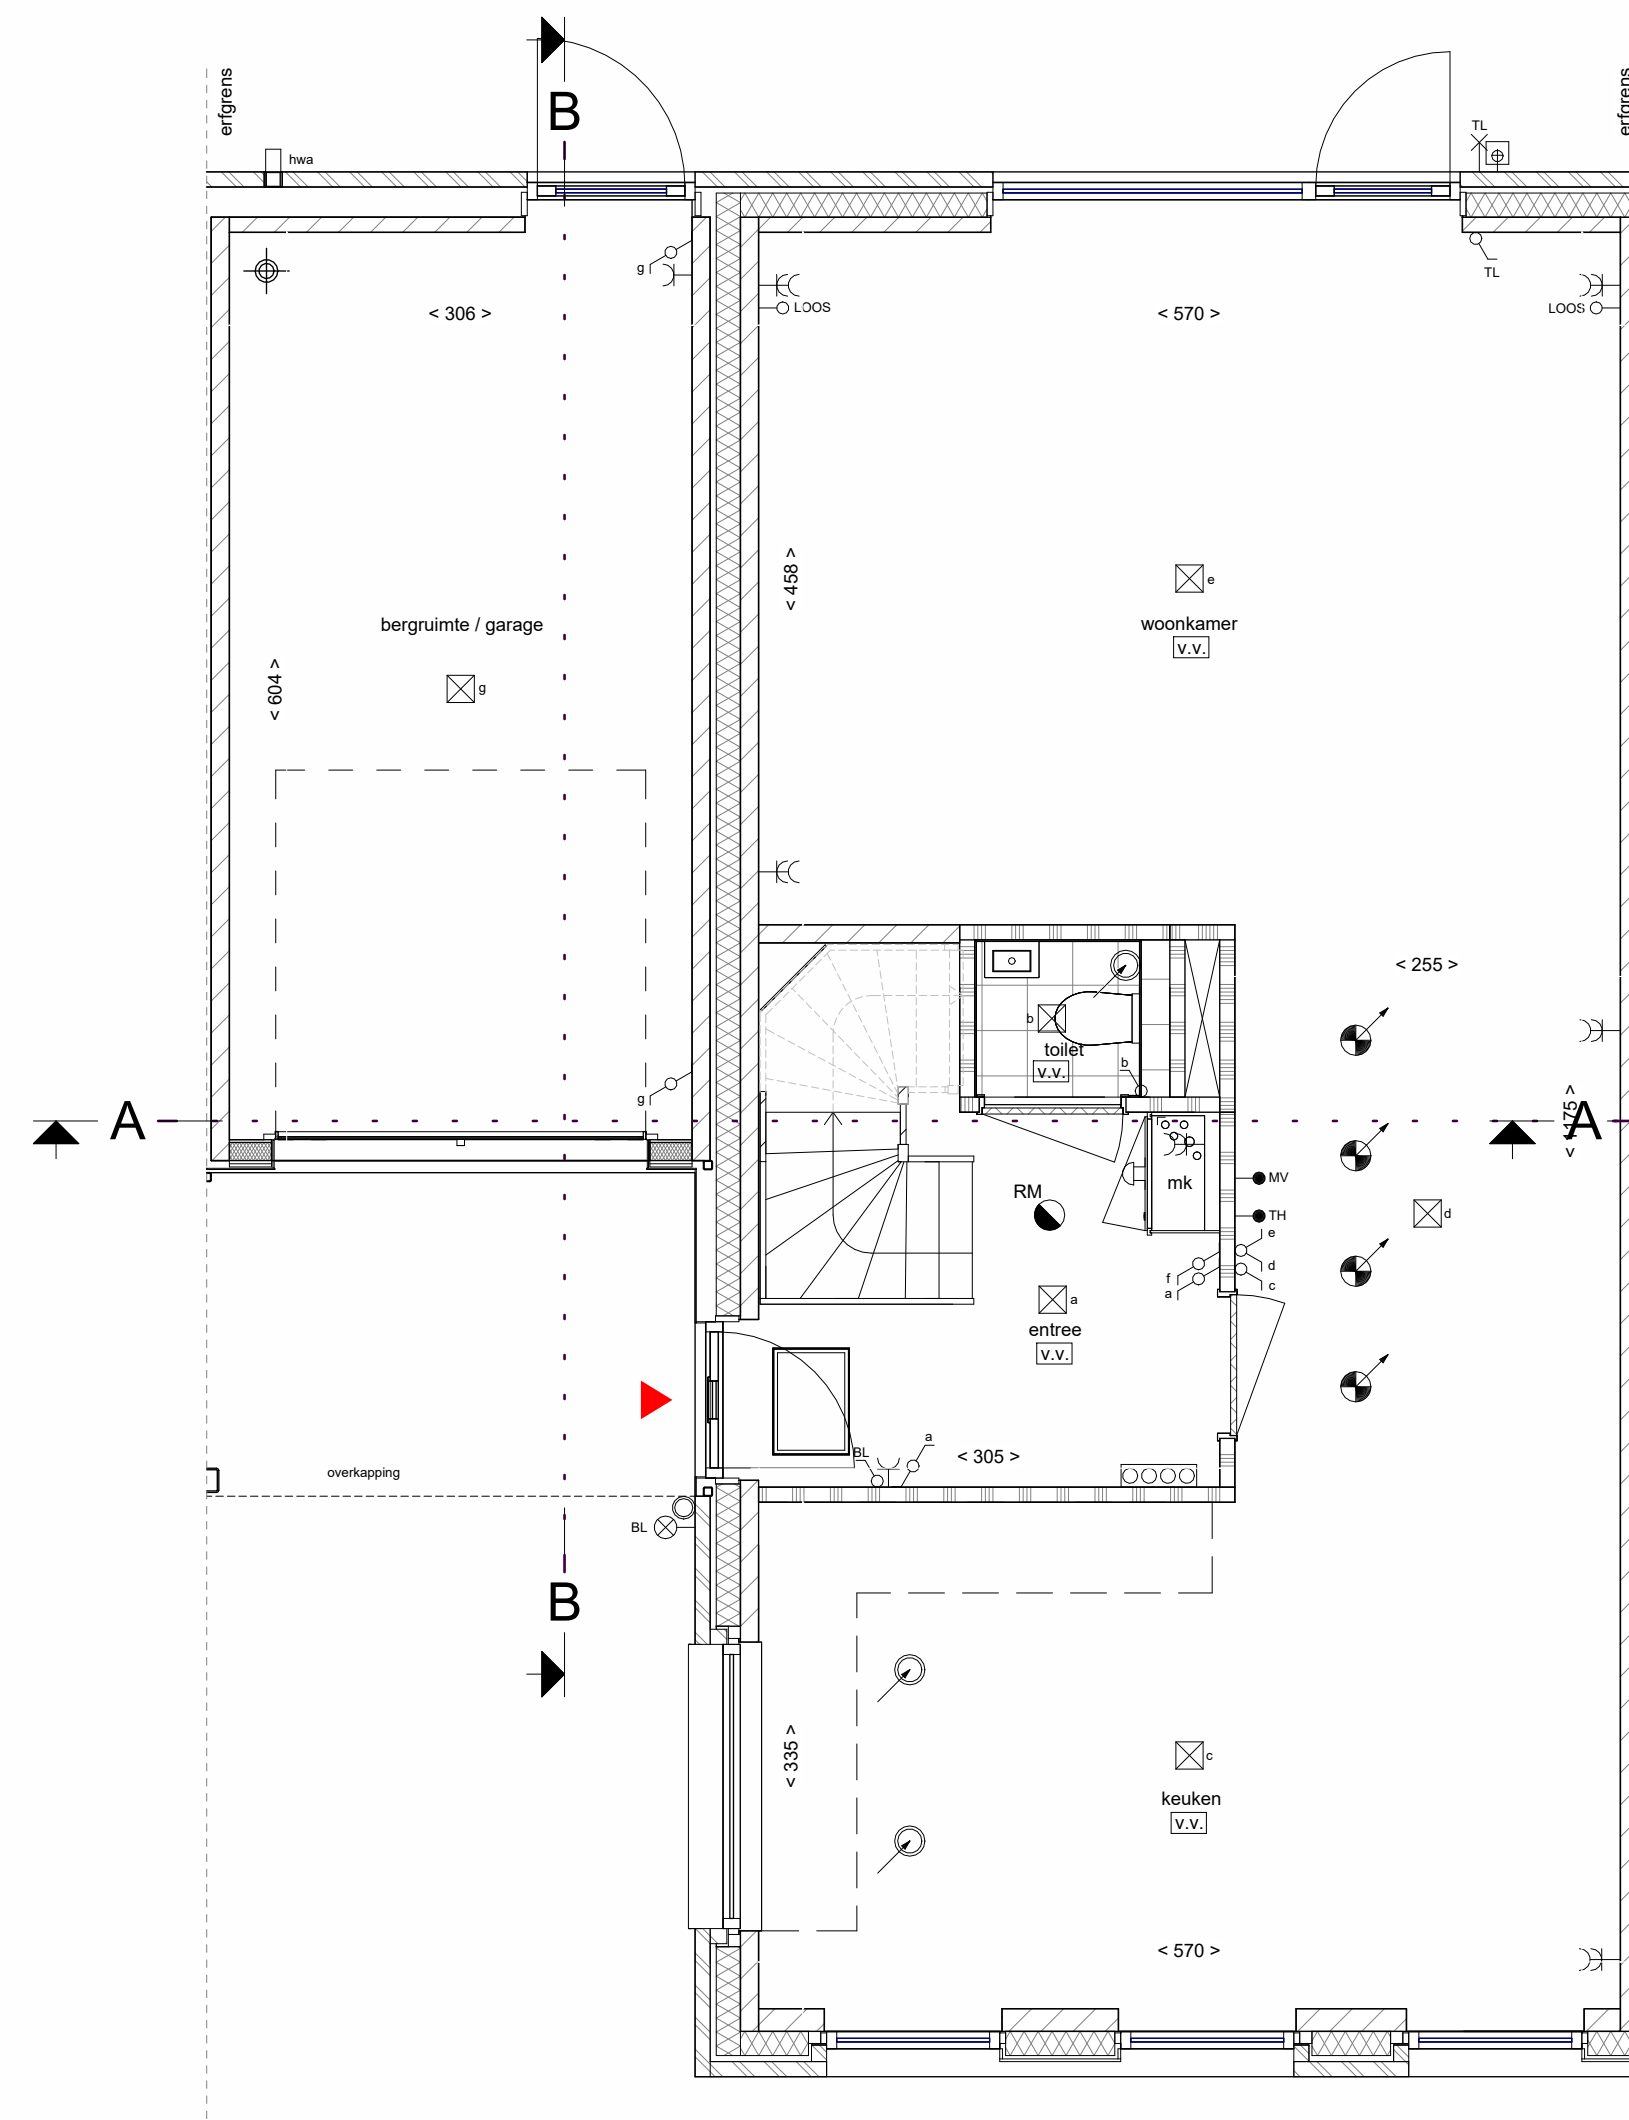 erfgrens
erfgrens
B
TL
hwa
g
TL
LOOS
LOOS
< 306 >
< 570 >
< 458 >
e
bergruimte / garage
woonkamer
v.v.
< 604 >
g
< 255 >
b
toilet
v.v.
b
g
A
A
< 1175 >
mk
MV
RM
TH
e
d
f
d
a
c
a
entree
v.v.
a
BL
< 305 >
overkapping
BL
B
< 335 >
c
keuken
v.v.
< 570 >